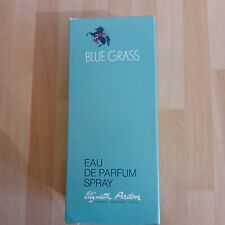 BLUE GRASS
EAU
DE PARFUM
SPRAY
Elizabeth Arden